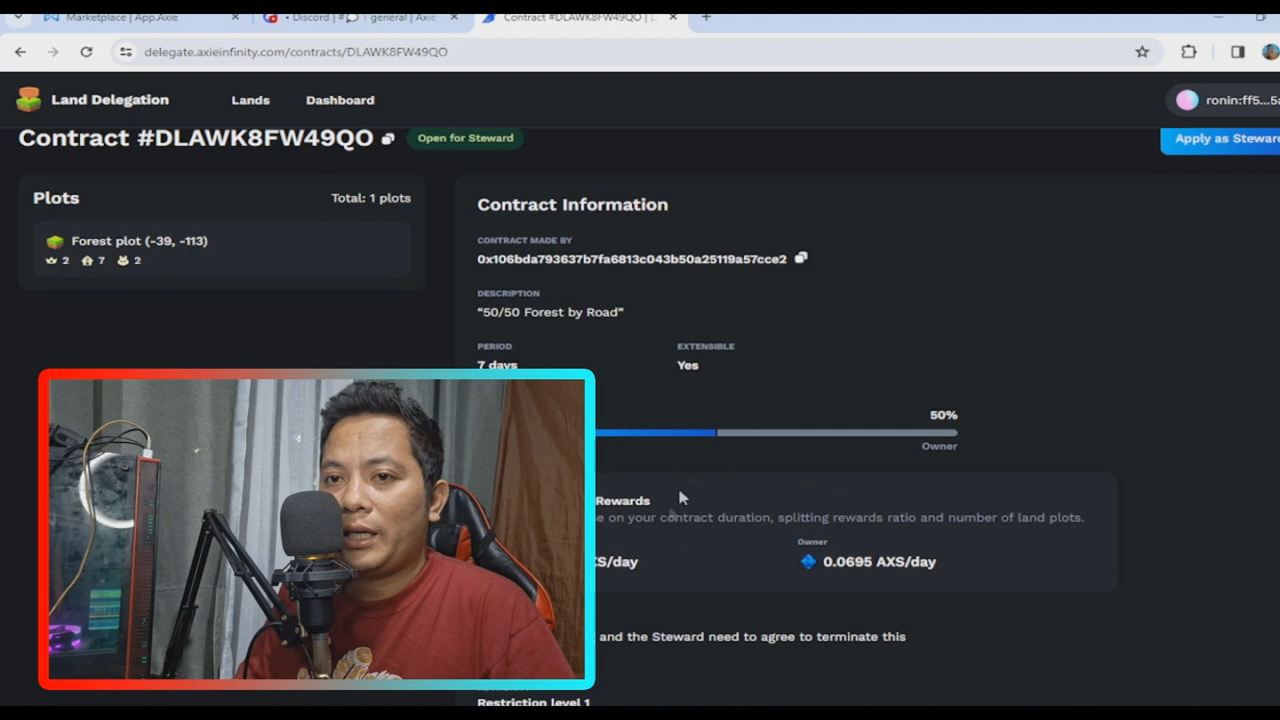 Marketplace | App.Axie
• Discord | # general | Axie
Contract #DLAWK8FW49QO |
delegate.axieinfinity.com/contracts/DLAWK8FW49QO
Land Delegation
Lands
Dashboard
ronin:ff5...5a
Contract #DLAWK8FW49QO
Open for Steward
Apply as Steward
Plots
Total: 1 plots
Forest plot (-39, -113)
2 7 2
Contract Information
CONTRACT MADE BY
0x106bda793637b7fa6813c043b50a25119a57cce2
DESCRIPTION
"50/50 Forest by Road"
PERIOD
EXTENSIBLE
7 days
Yes
50%
Owner
Rewards
on your contract duration, splitting rewards ratio and number of land plots.
Owner
/day
0.0695 AXS/day
and the Steward need to agree to terminate this
Restriction level 1